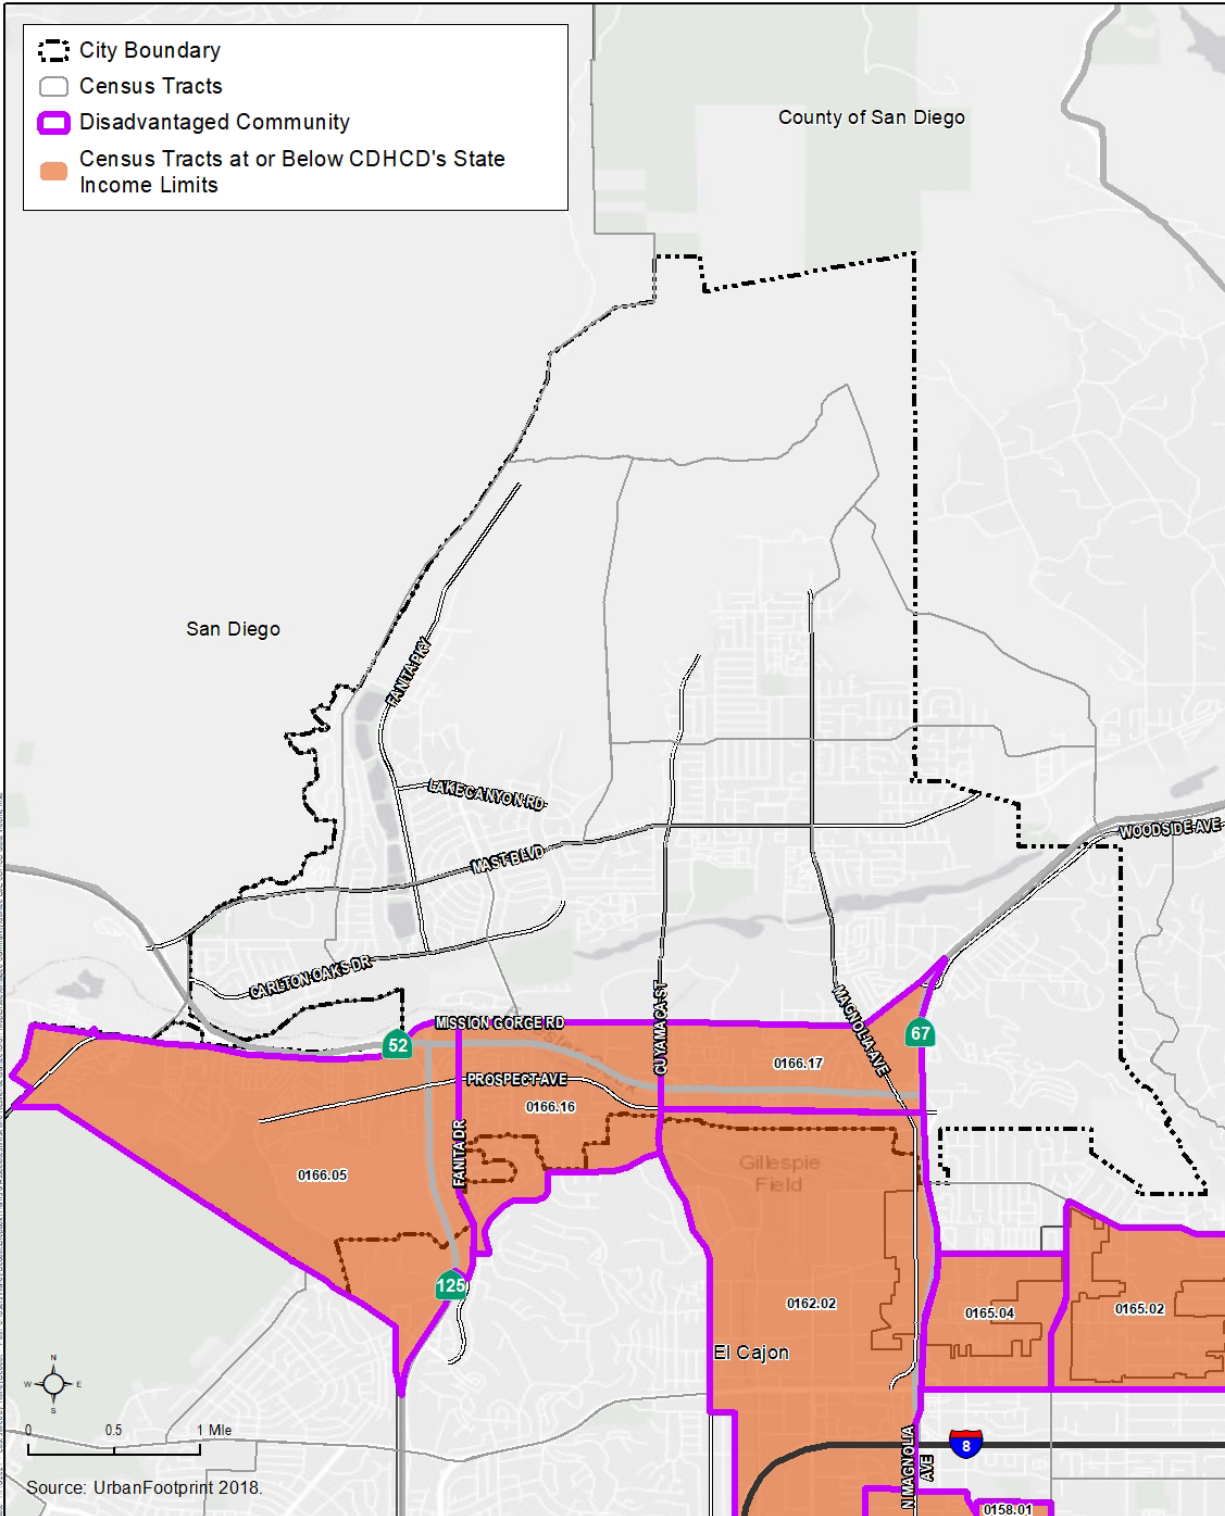 City Boundary
Census Tracts
Disadvantaged Community
Census Tracts at or Below CDHCD's State
Income Limits
County of San Diego
San Diego
FANITA PKY
LAKE CANYON RD
MAST BLVD
WOODSIDE AVE
CARLTON OAKS DR
MISSION GORGE RD
CUYAMACA ST
MAGNOLIA AVE
52
67
0166.17
PROSPECT AVE
0166.16
FANITA DR
0166.05
Gillespie
Field
125
0162.02
0165.04
0165.02
El Cajon
N
W
E
S
0
0.5
1 Mile
8
N MAGNOLIA
AVE
Source: UrbanFootprint 2018.
0158.01